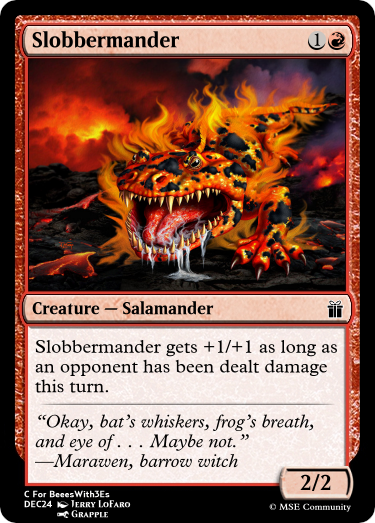 Slobbermander 1
Creature — Salamander
Slobbermander gets +1/+1 as long as
an opponent has been dealt damage
this turn.
“Okay, bat’s whiskers, frog’s breath,
and eye of . . . Maybe not.”
—Marawen, barrow witch
2/2
C For BeeesWith3Es
DEC24 Jerry LoFaro
Grapple
© MSE Community